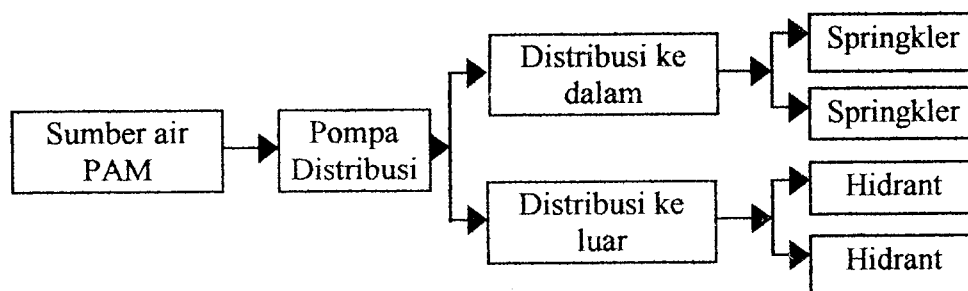 Sumber air
PAM
Pompa
Distribusi
Distribusi ke
dalam
Distribusi ke
luar
Springkler
Springkler
Hidrant
Hidrant